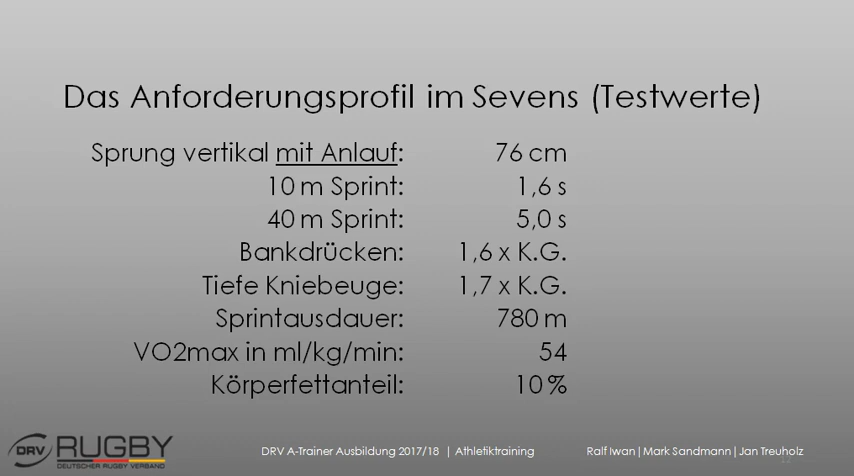 Das Anforderungsprofil im Sevens (Testwerte)
Sprung vertikal mit Anlauf: 76 cm
10 m Sprint: 1,6 s
40 m Sprint: 5,0 s
Bankdrücken: 1,6 x K.G.
Tiefe Kniebeuge: 1,7 x K.G.
Sprintausdauer: 780 m
VO2max in ml/kg/min: 54
Körperfettanteil: 10 %
DRV RUGBY
DEUTSCHER RUGBY VERBAND
DRV A-Trainer Ausbildung 2017/18 | Athletiktraining Ralf Iwan|Mark Sandmann|Jan Treuholz